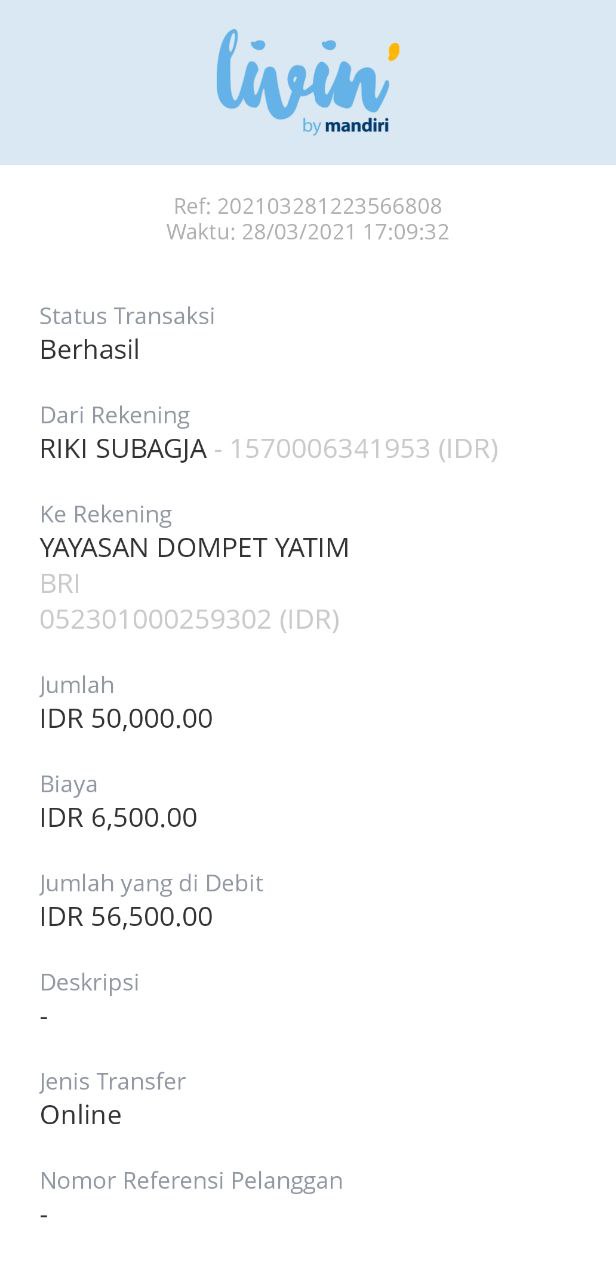 livin'
by mandiri
Ref: 202103281223566808
Waktu: 28/03/2021 17:09:32
Status Transaksi
Berhasil
Dari Rekening
RIKI SUBAGJA - 1570006341953 (IDR)
Ke Rekening
YAYASAN DOMPET YATIM
BRI
052301000259302 (IDR)
Jumlah
IDR 50,000.00
Biaya
IDR 6,500.00
Jumlah yang di Debit
IDR 56,500.00
Deskripsi
-
Jenis Transfer
Online
Nomor Referensi Pelanggan
-